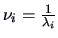 νᵢ = 1/λᵢ